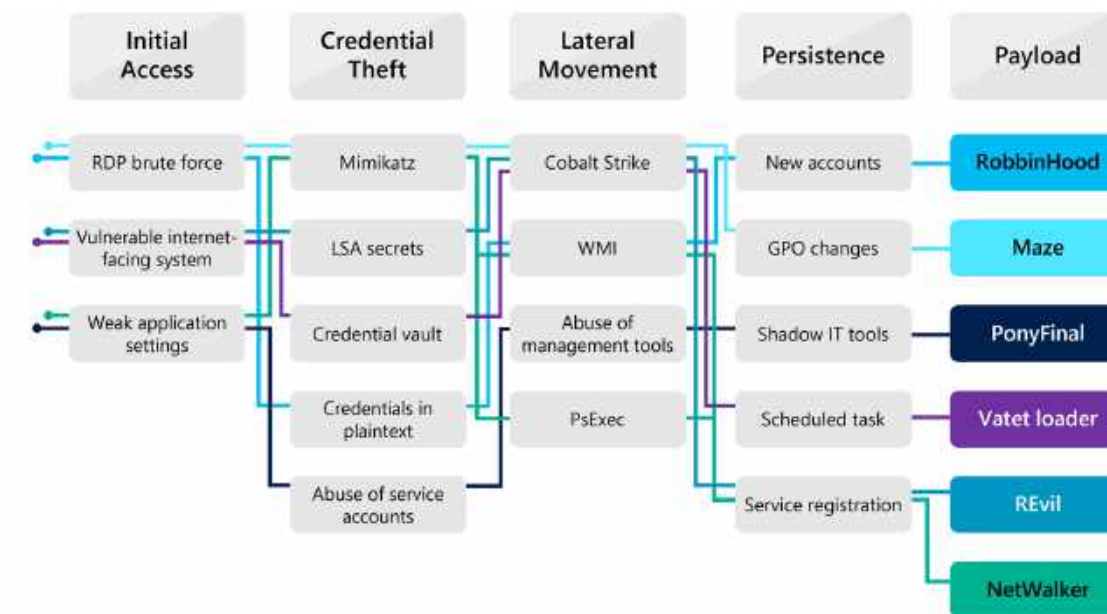 Initial
Access
Credential
Theft
Lateral
Movement
Persistence
Payload
RDP brute force
Mimikatz
Cobalt Strike
New accounts
RobbinHood
Vulnerable internet-
facing system
LSA secrets
WMI
GPO changes
Maze
Weak application
settings
Credential vault
Abuse of
management tools
Shadow IT tools
PonyFinal
Credentials in
plaintext
PsExec
Scheduled task
Vatet loader
Abuse of service
accounts
Service registration
REvil
NetWalker